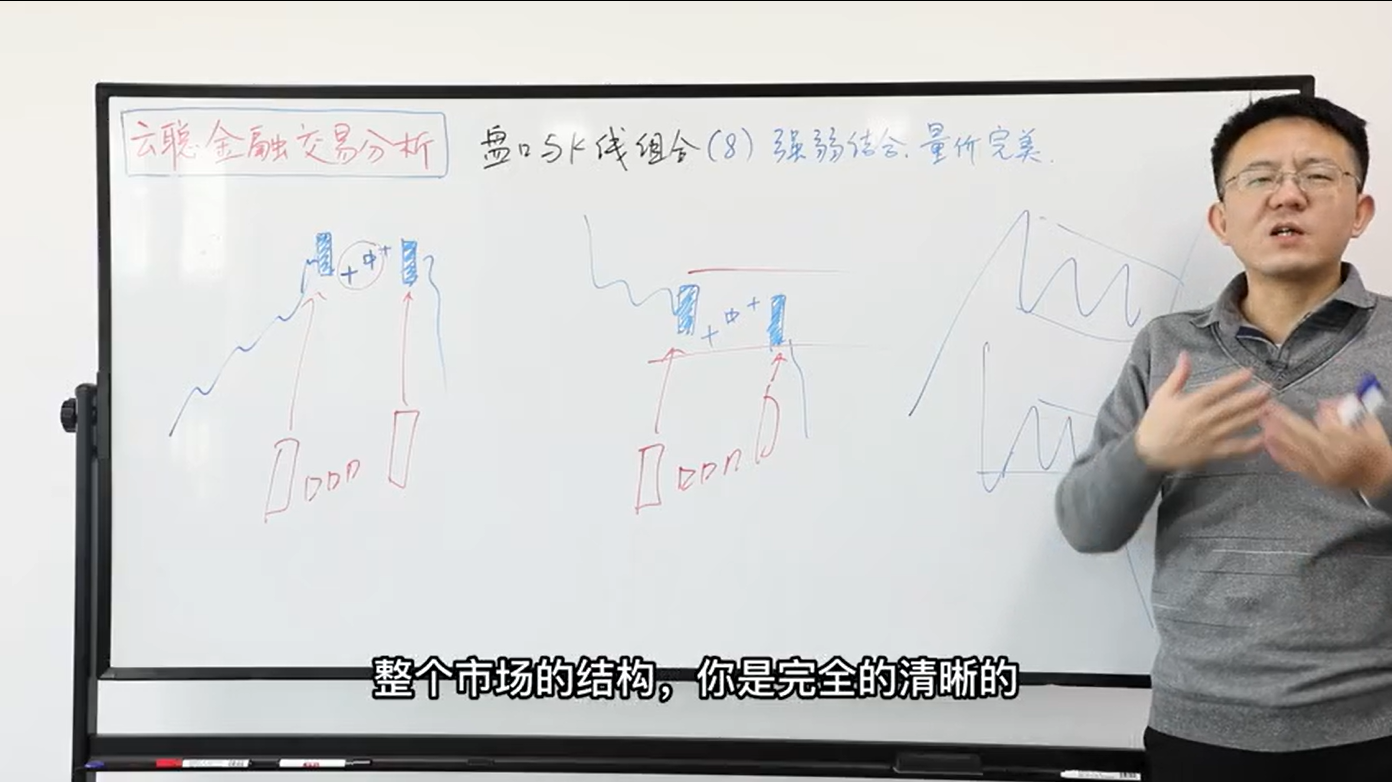 云聪金融交易分析
盘口与K线组合(8)强弱结合、量价完美.
整个市场的结构，你是完全的清晰的